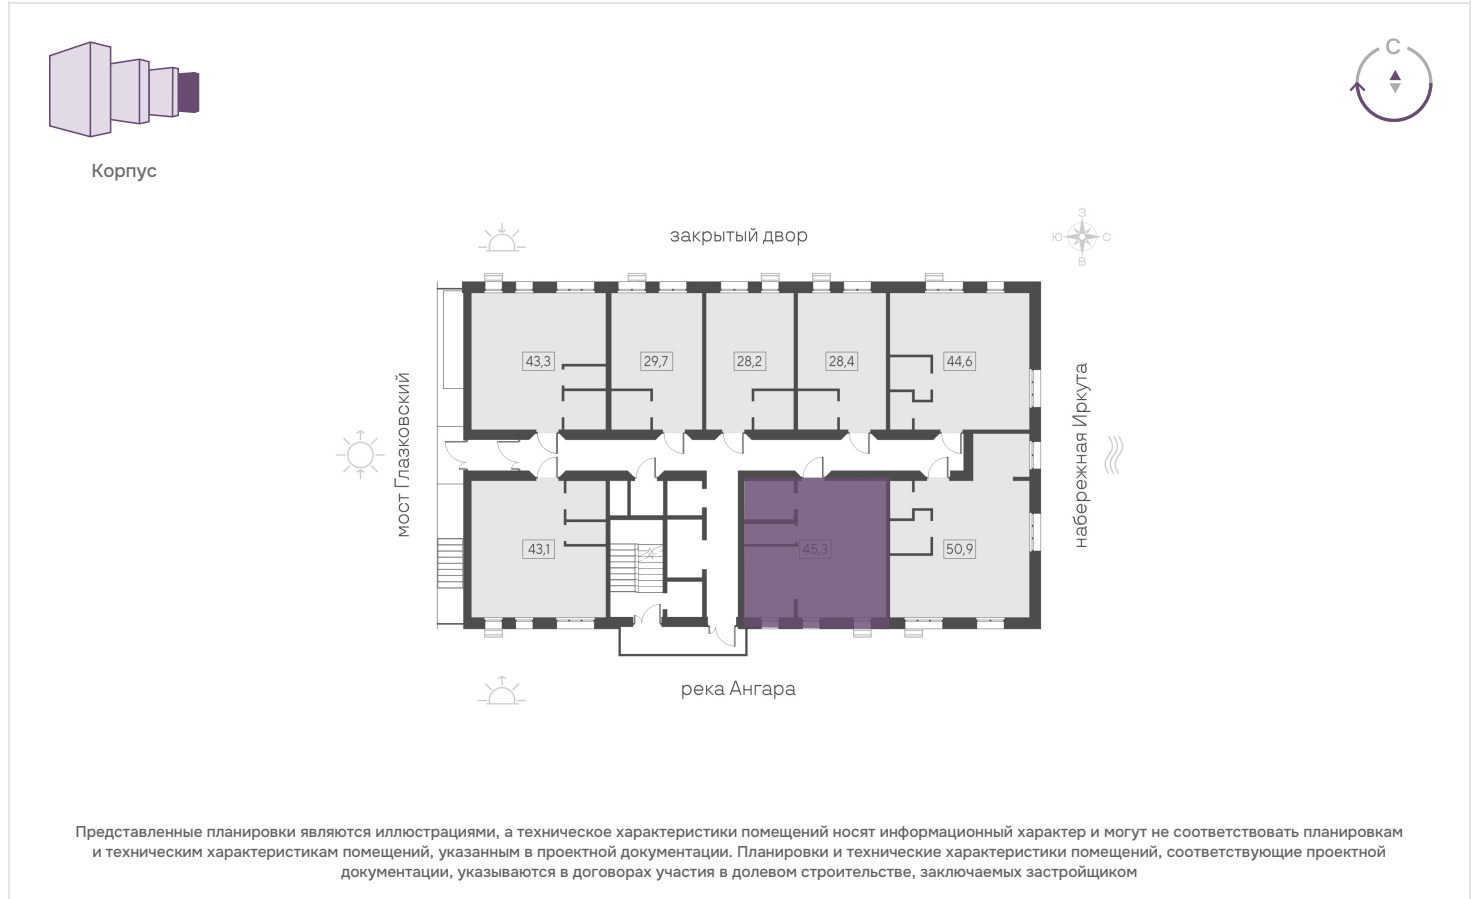 С
Корпус
закрытый двор
З
Ю
С
В
43,3
29,7
28,2
28,4
44,6
мост Глазковский
набережная Иркута
43,1
45,3
50,9
река Ангара
Представленные планировки являются иллюстрациями, а техническое характеристики помещений носят информационный характер и могут не соответствовать планировкам
и техническим характеристикам помещений, указанным в проектной документации. Планировки и технические характеристики помещений, соответствующие проектной
документации, указываются в договорах участия в долевом строительстве, заключаемых застройщиком